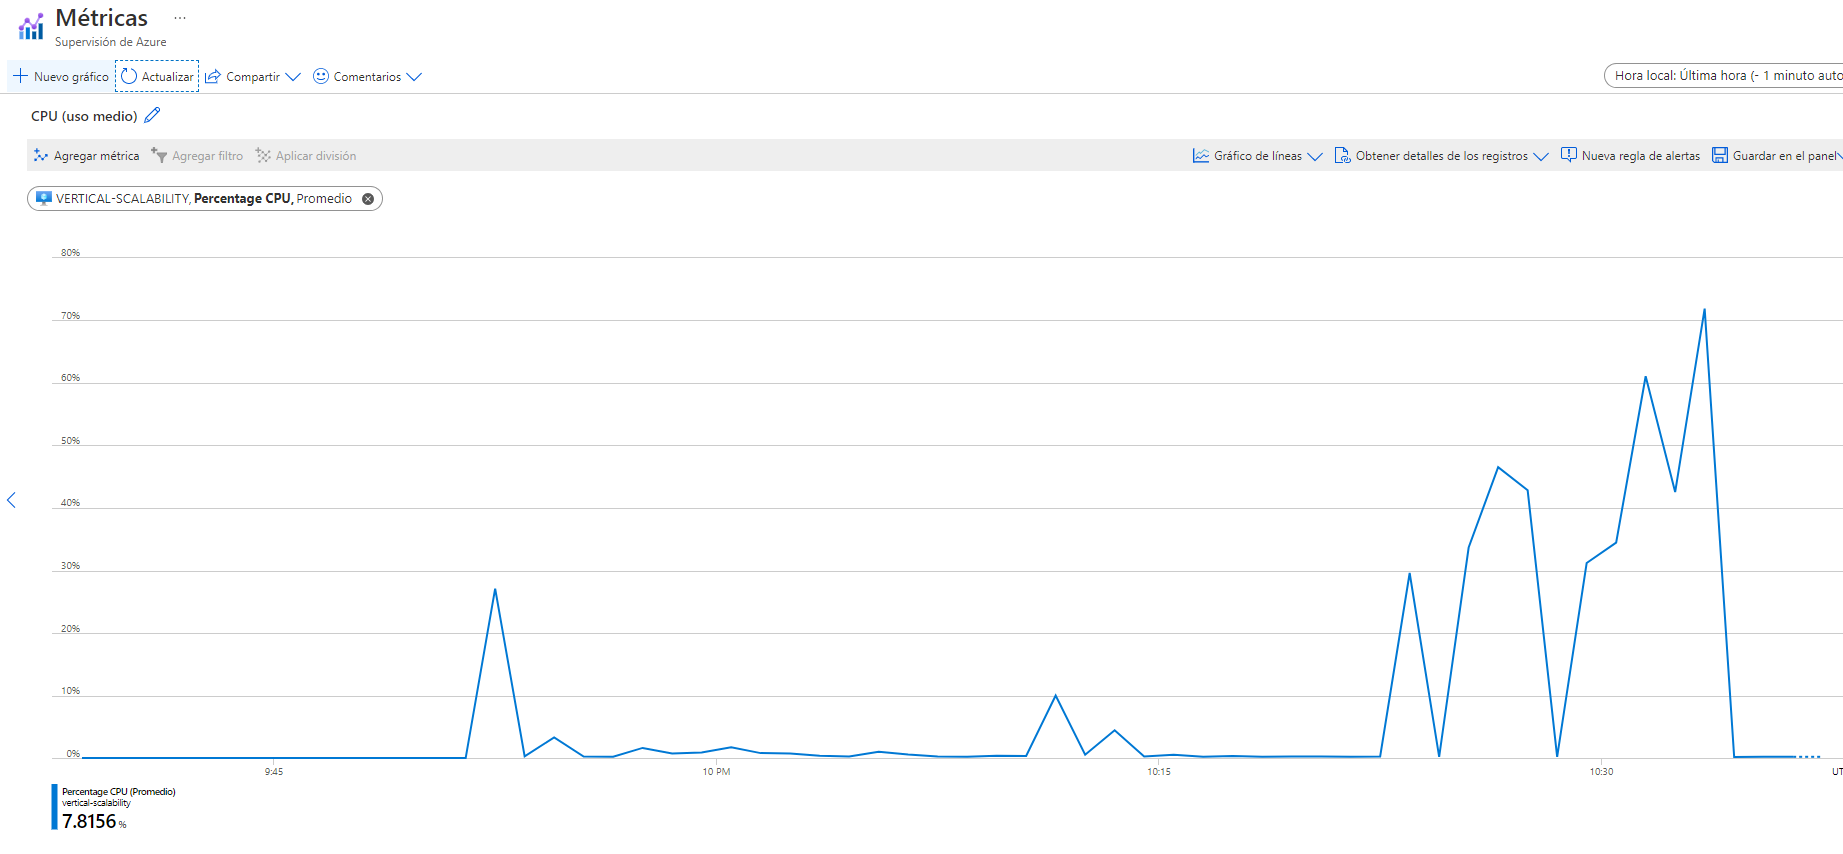 Métricas ...
Supervisión de Azure
Nuevo gráfico Actualizar Compartir Comentarios
Hora local: Última hora (- 1 minuto auto
CPU (uso medio)
Agregar métrica Agregar filtro Aplicar división Gráfico de líneas Obtener detalles de los registros Nueva regla de alertas Guardar en el panel
VERTICAL-SCALABILITY, Percentage CPU, Promedio
80%
70%
60%
50%
40%
30%
20%
10%
0%
9:45 10 PM 10:15 10:30 UT
Percentage CPU (Promedio)
vertical-scalability
7.8156 %